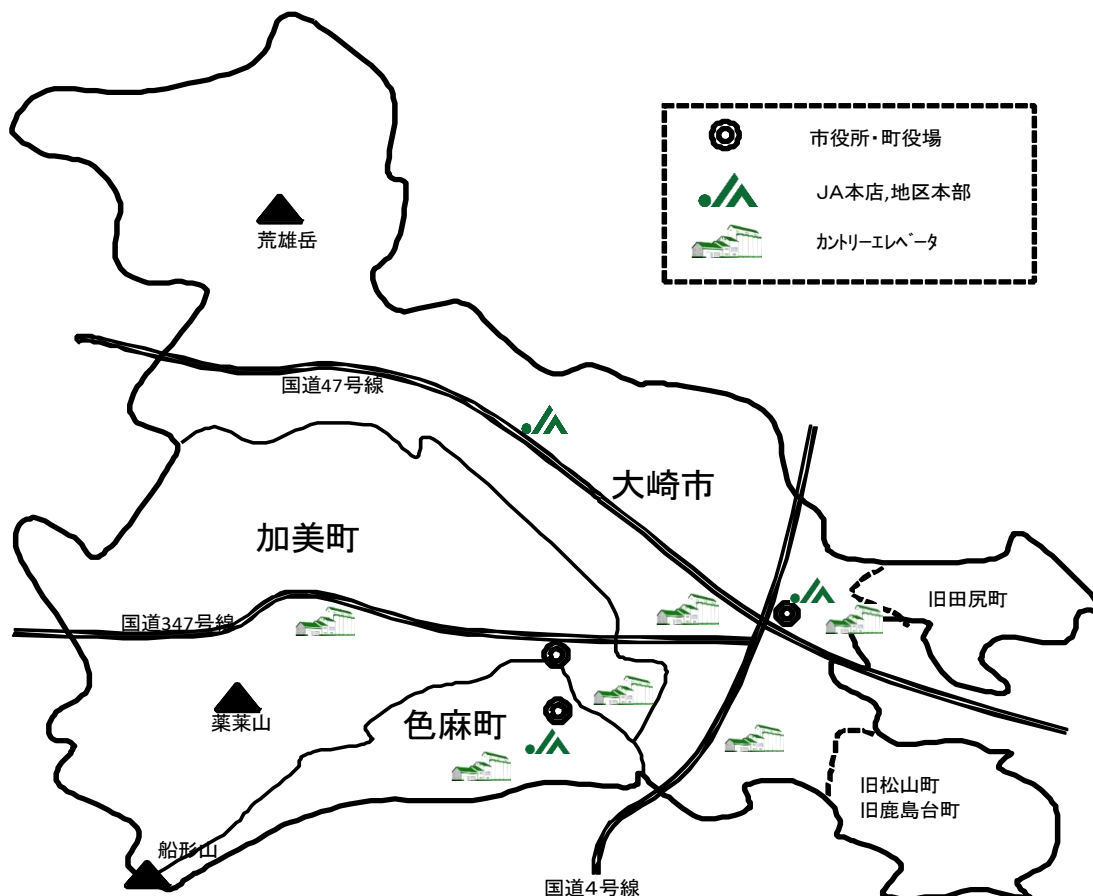 市役所・町役場
JA本店,地区本部
カントリーエレベータ
荒雄岳
国道47号線
大崎市
加美町
旧田尻町
国道347号線
薬莱山
色麻町
旧松山町
旧鹿島台町
船形山
国道4号線